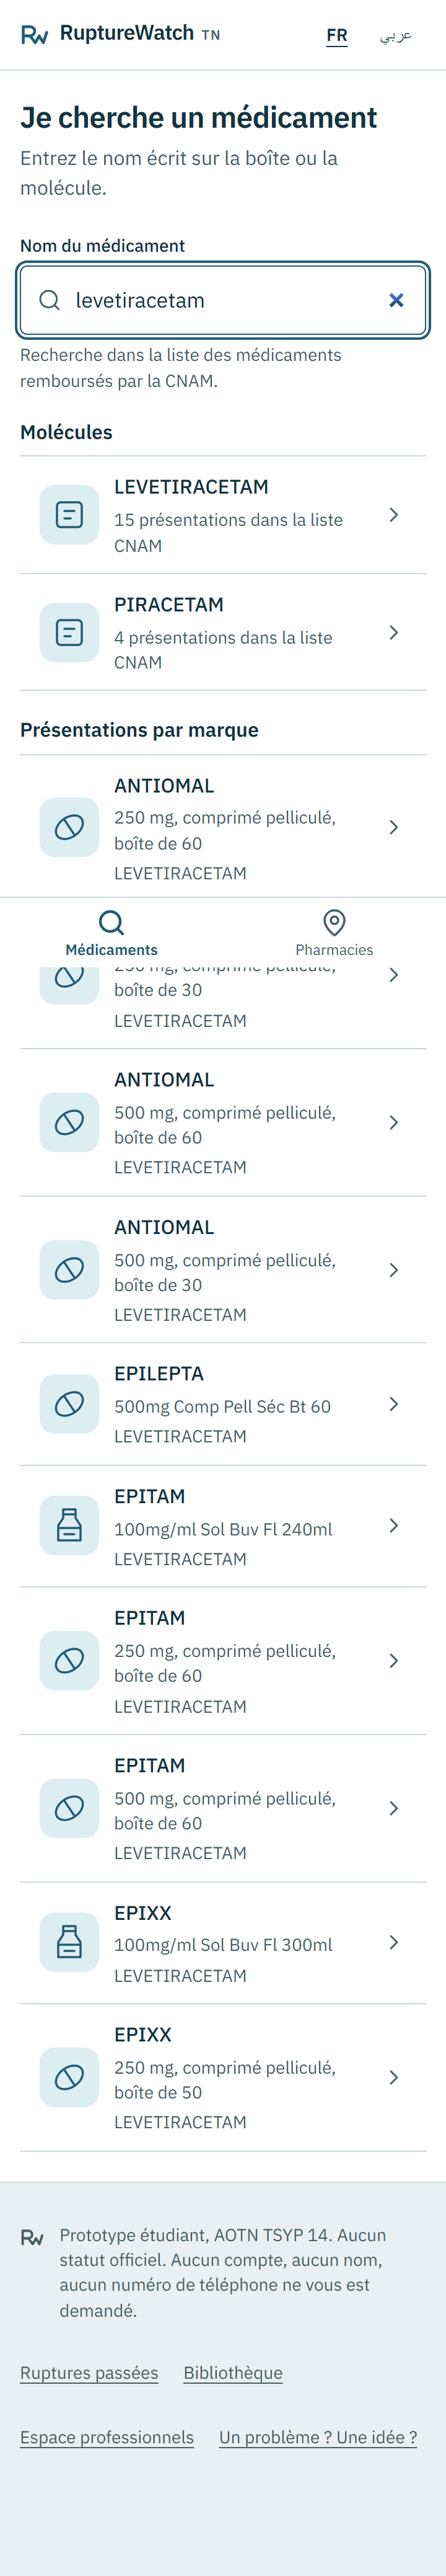 RuptureWatch TN
FR
عربي
Je cherche un médicament
Entrez le nom écrit sur la boîte ou la
molécule.
Nom du médicament
levetiracetam
Recherche dans la liste des médicaments
remboursés par la CNAM.
Molécules
LEVETIRACETAM
15 présentations dans la liste
CNAM
PIRACETAM
4 présentations dans la liste
CNAM
Présentations par marque
ANTIOMAL
250 mg, comprimé pelliculé,
boîte de 60
LEVETIRACETAM
Médicaments
Pharmacies
250 mg, comprimé pelliculé,
boîte de 30
LEVETIRACETAM
ANTIOMAL
500 mg, comprimé pelliculé,
boîte de 60
LEVETIRACETAM
ANTIOMAL
500 mg, comprimé pelliculé,
boîte de 30
LEVETIRACETAM
EPILEPTA
500mg Comp Pell Séc Bt 60
LEVETIRACETAM
EPITAM
100mg/ml Sol Buv Fl 240ml
LEVETIRACETAM
EPITAM
250 mg, comprimé pelliculé,
boîte de 60
LEVETIRACETAM
EPITAM
500 mg, comprimé pelliculé,
boîte de 60
LEVETIRACETAM
EPIXX
100mg/ml Sol Buv Fl 300ml
LEVETIRACETAM
EPIXX
250 mg, comprimé pelliculé,
boîte de 50
LEVETIRACETAM
Prototype étudiant, AOTN TSYP 14. Aucun
statut officiel. Aucun compte, aucun nom,
aucun numéro de téléphone ne vous est
demandé.
Ruptures passées
Bibliothèque
Espace professionnels
Un problème ? Une idée ?